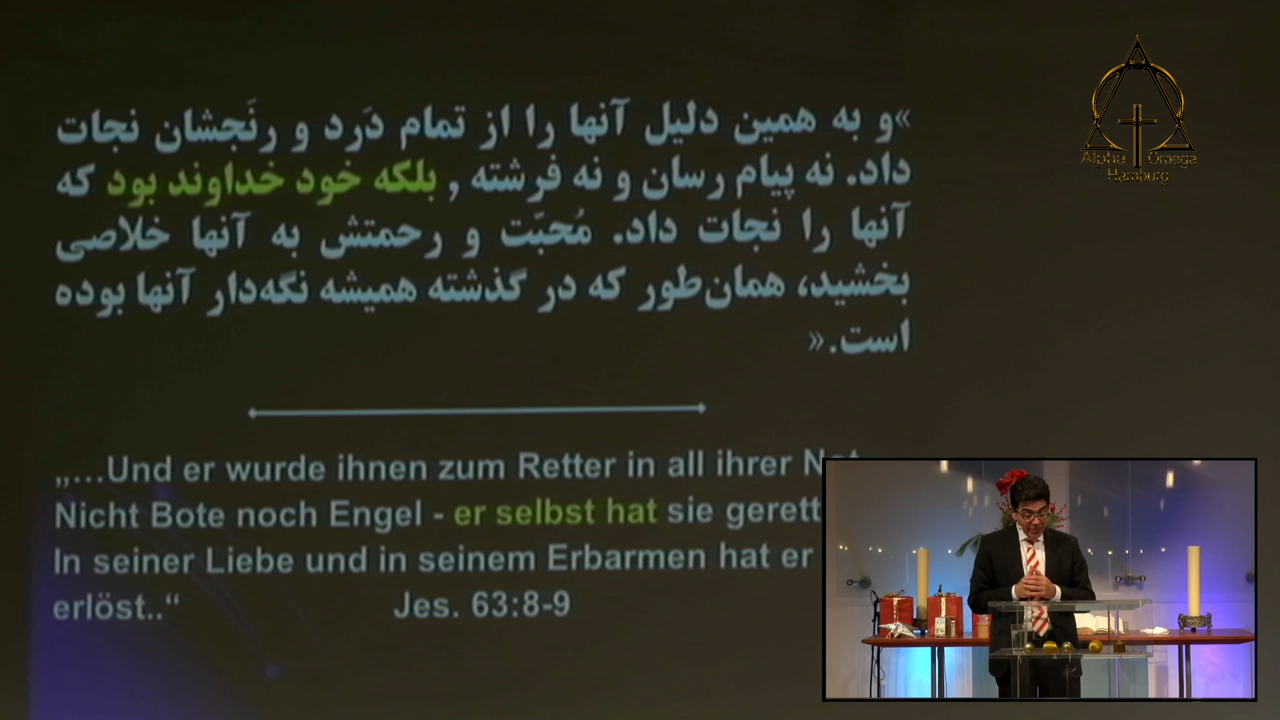 »و به همین دلیل آنها را از تمام دَرد و رنَجشان نجات
داد. نه پیام رسان و نه فرشته , بلکه خود خداوند بود که
آنها را نجات داد. مُحبّت و رحمتش به آنها خلاصی
بخشید، همان‌طور که در گذشته همیشه نگه‌دار آنها بوده
است.«
„…Und er wurde ihnen zum Retter in all ihrer
Nicht Bote noch Engel - er selbst hat sie gerett
In seiner Liebe und in seinem Erbarmen hat er
erlöst..“ Jes. 63:8-9
Alpha Omega
Hamburg